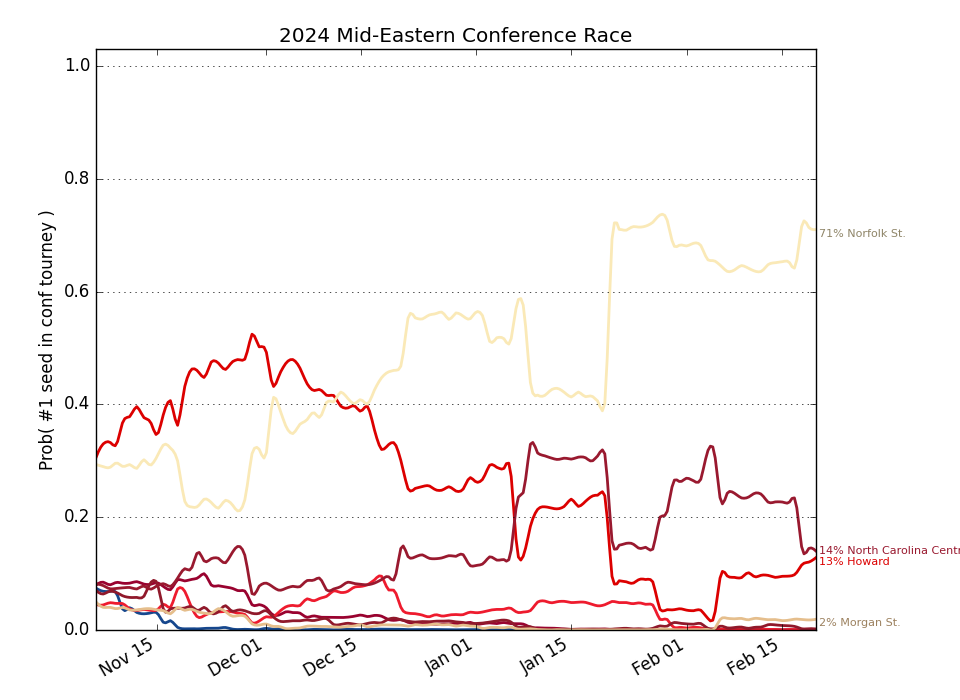 2024 Mid-Eastern Conference Race
Prob( #1 seed in conf tourney )
1.0
0.8
0.6
0.4
0.2
0.0
71% Norfolk St.
14% North Carolina Centr
13% Howard
2% Morgan St.
Nov 15
Dec 01
Dec 15
Jan 01
Jan 15
Feb 01
Feb 15